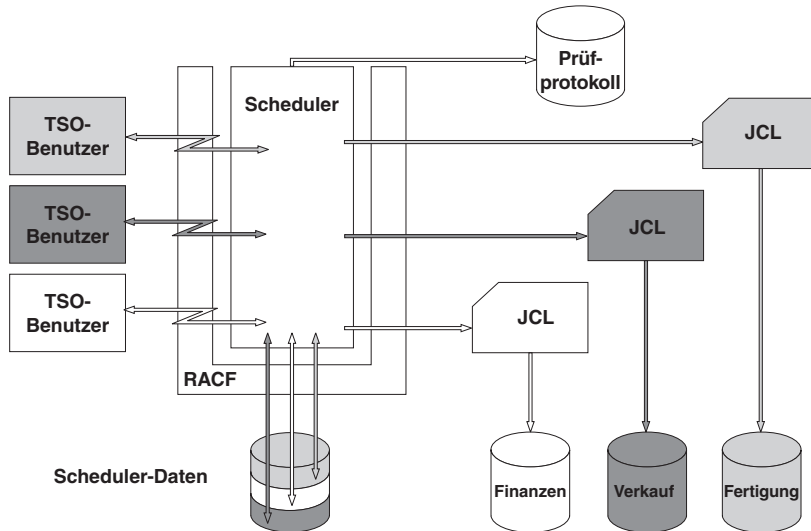 Prüf-
protokoll
Scheduler
TSO-
Benutzer
JCL
TSO-
Benutzer
JCL
TSO-
Benutzer
JCL
RACF
Scheduler-Daten
Finanzen
Verkauf
Fertigung